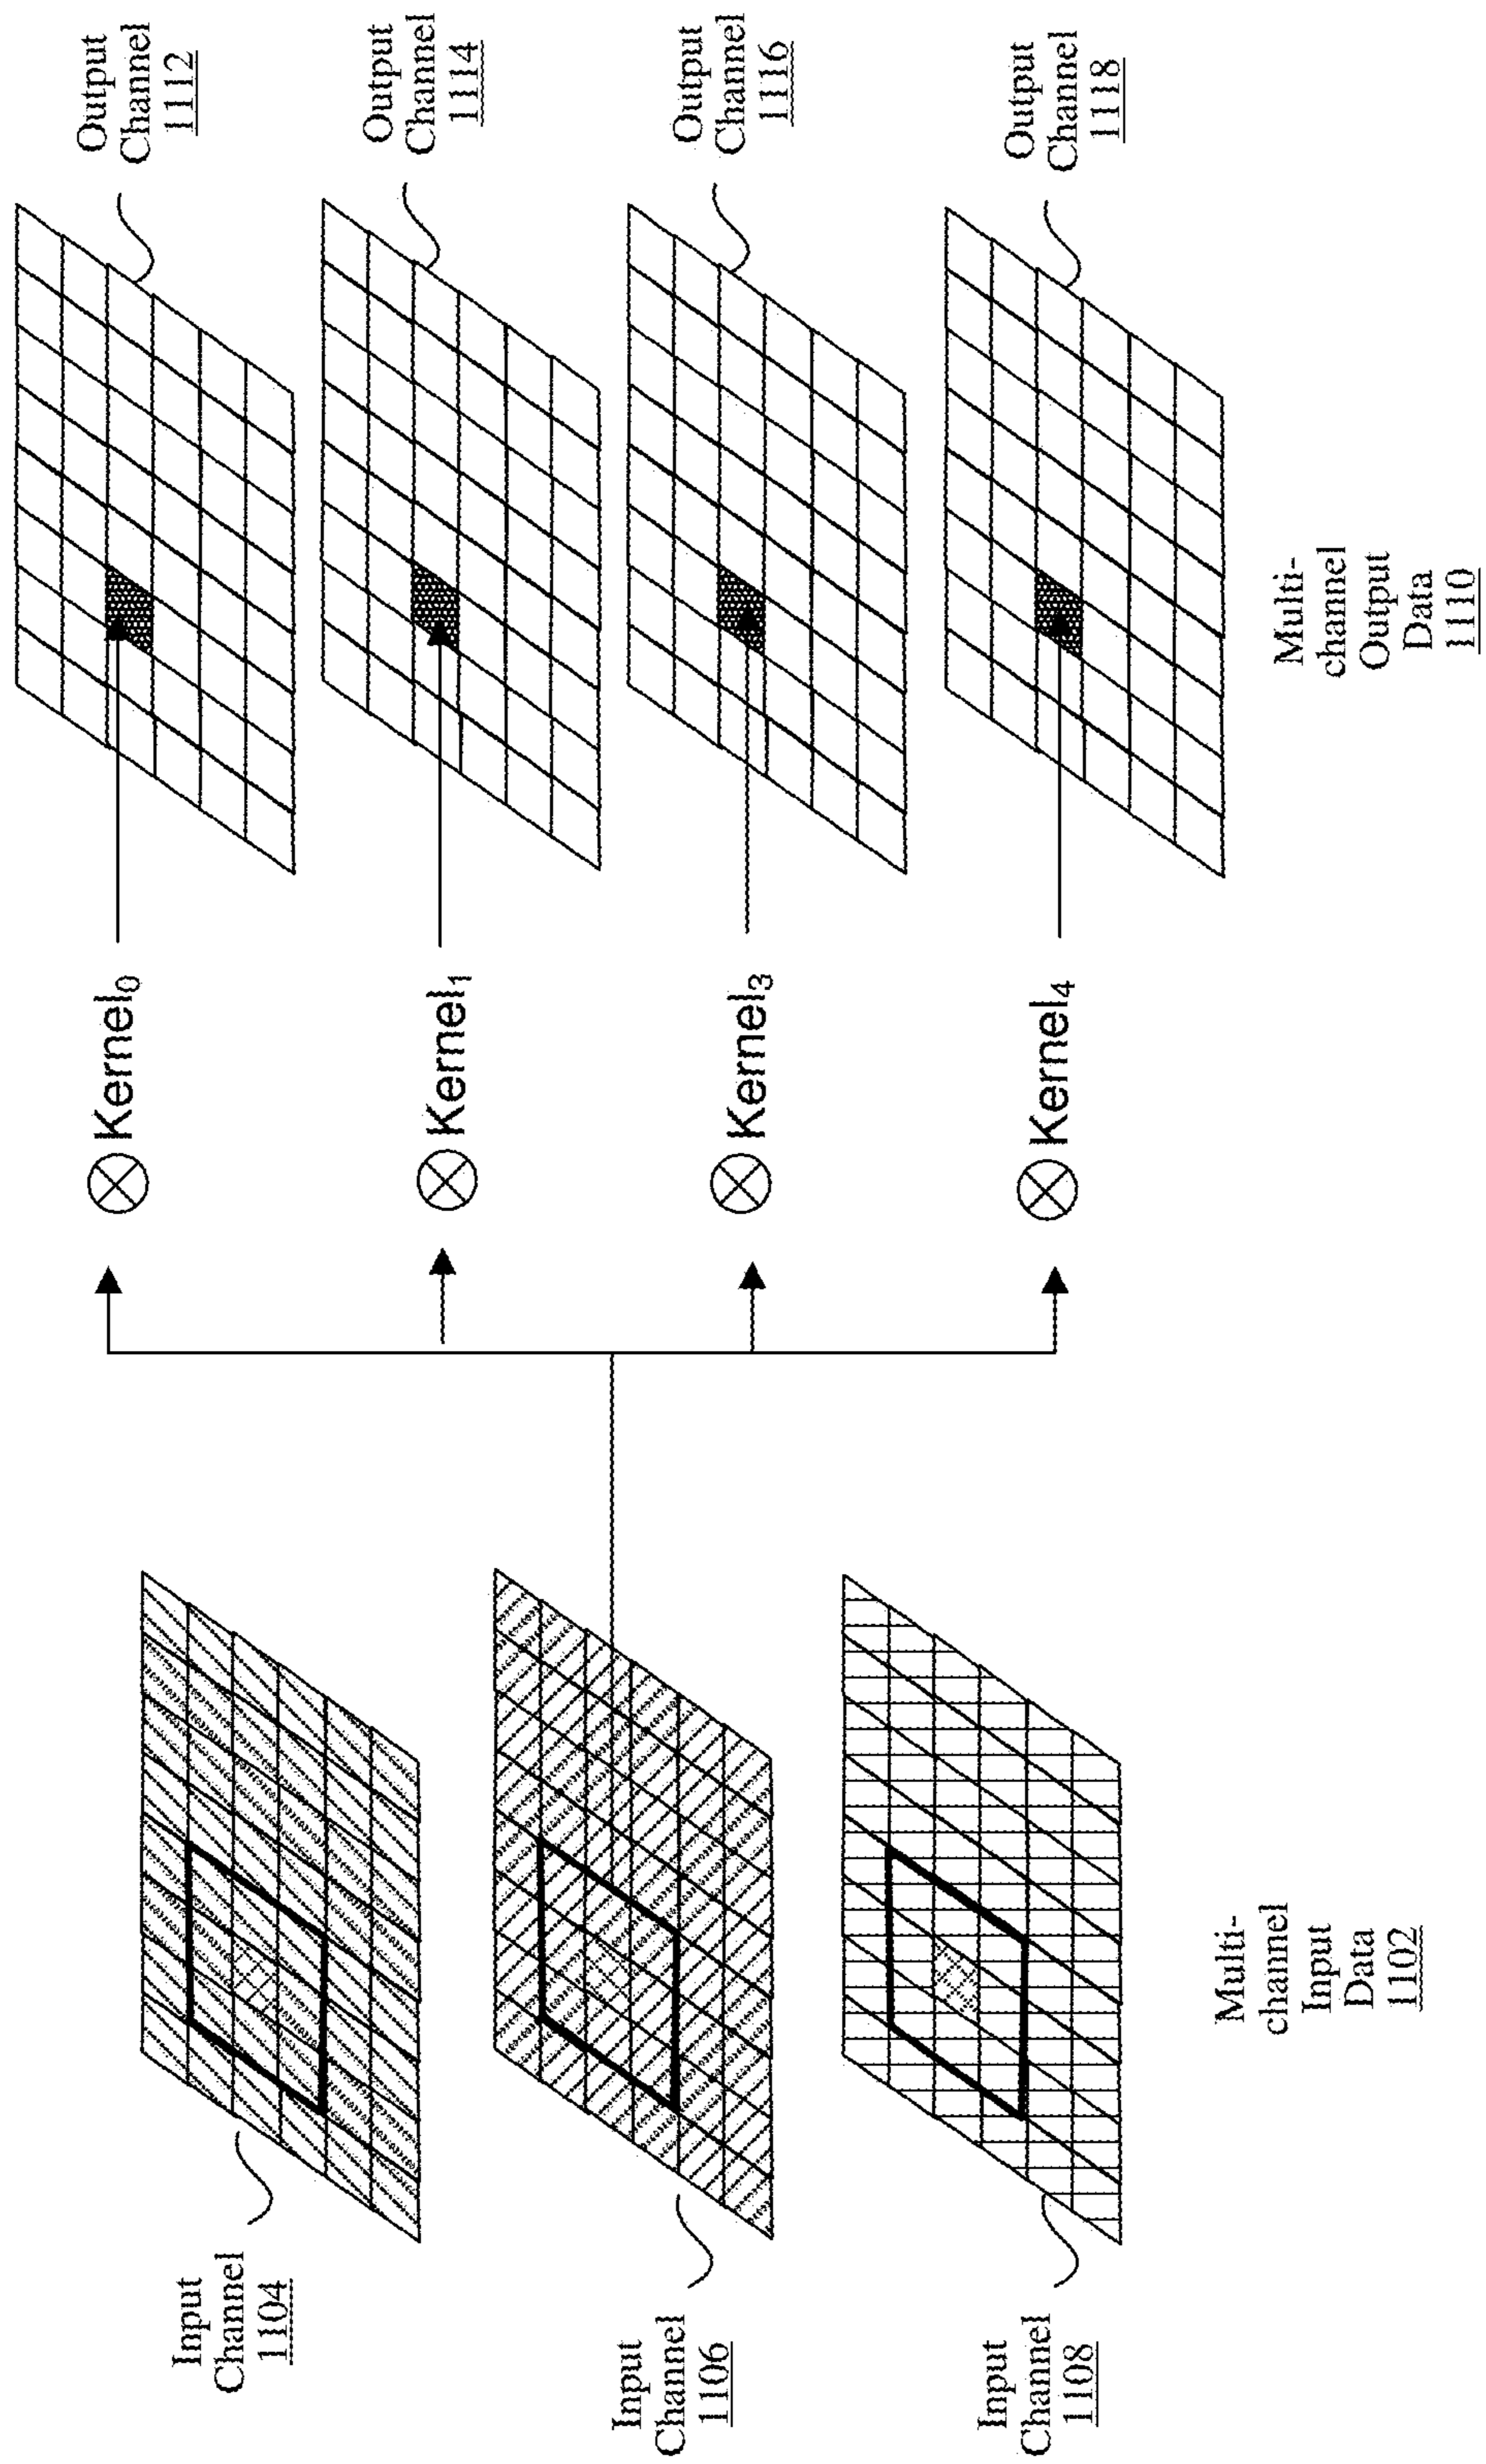 Input
Channel
1104
Input
Channel
1106
Input
Channel
1108
Multi-
channel
Input
Data
1102
⊗ Kernel0
⊗ Kernel1
⊗ Kernel3
⊗ Kernel4
Output
Channel
1112
Output
Channel
1114
Output
Channel
1116
Output
Channel
1118
Multi-
channel
Output
Data
1110